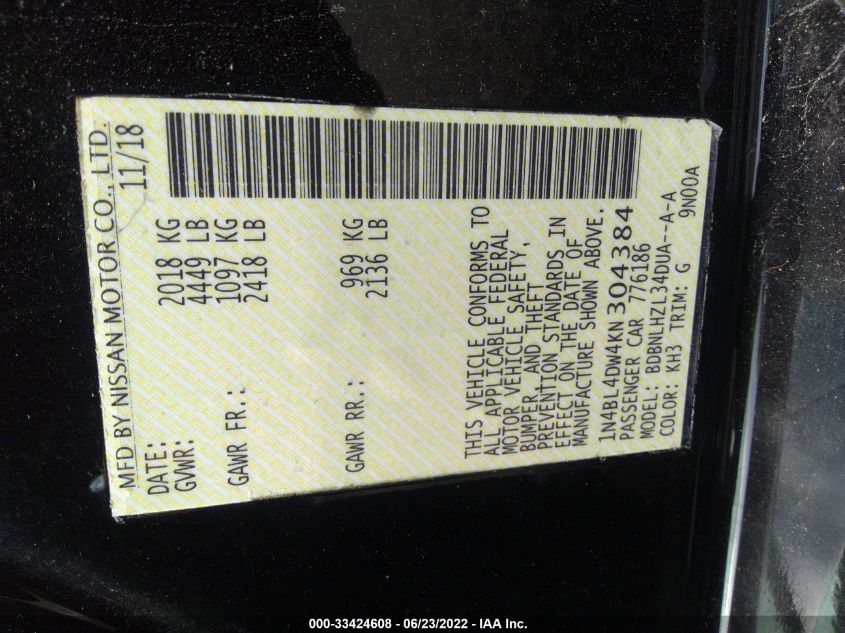 MFD BY NISSAN MOTOR CO., LTD.
DATE: 11/18
GVWR: 2018 KG
4449 LB
GAWR FR.: 1097 KG
2418 LB
GAWR RR.: 969 KG
2136 LB
THIS VEHICLE CONFORMS TO
ALL APPLICABLE FEDERAL
MOTOR VEHICLE SAFETY,
BUMPER, AND THEFT
PREVENTION STANDARDS IN
EFFECT ON THE DATE OF
MANUFACTURE SHOWN ABOVE.
1N4BL4DW4KN304384
PASSENGER CAR 776186
MODEL: BDBNLHZL34DUA--A-A
COLOR: KH3 TRIM: G 9N00A
000-33424608 - 06/23/2022 - IAA Inc.